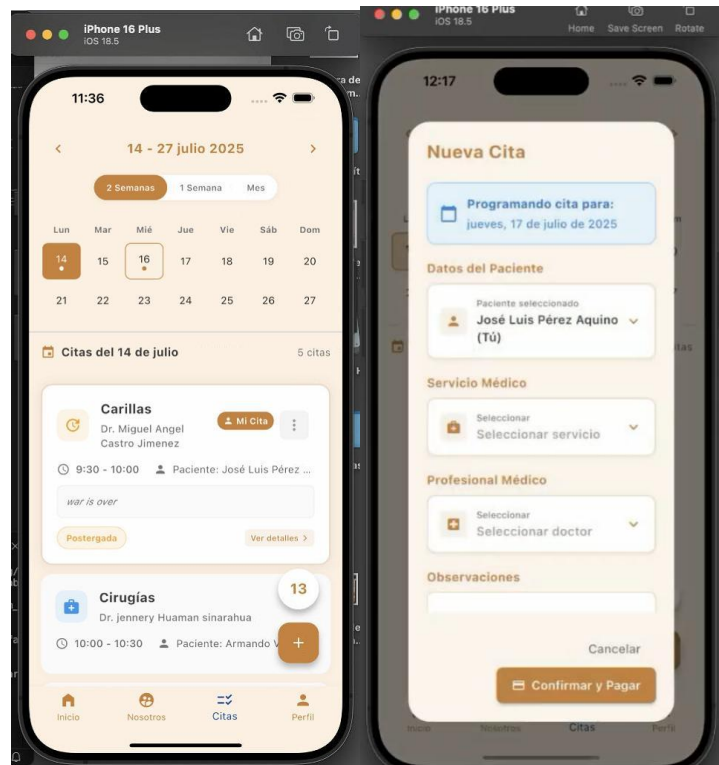 iPhone 16 Plus
iOS 18.5
11:36
14 - 27 julio 2025
2 Semanas 1 Semana Mes
Lun Mar Mié Jue Vie Sáb Dom
14 15 16 17 18 19 20
21 22 23 24 25 26 27
Citas del 14 de julio 5 citas
Carillas
Dr. Miguel Angel
Castro Jimenez
Mi Cita
9:30 - 10:00 Paciente: José Luis Pérez ...
war is over
Postergada Ver detalles
13
Cirugías
Dr. jennery Huaman sinarahua
10:00 - 10:30 Paciente: Armando V
+
Inicio Nosotros Citas Perfil
iPhone 16 Plus
iOS 18.5
Home Save Screen Rotate
12:17
Nueva Cita
Programando cita para:
jueves, 17 de julio de 2025
Datos del Paciente
Paciente seleccionado
José Luis Pérez Aquino
(Tú)
Servicio Médico
Seleccionar
Seleccionar servicio
Profesional Médico
Seleccionar
Seleccionar doctor
Observaciones
Cancelar
Confirmar y Pagar
Inicio Nosotros Citas Perfil